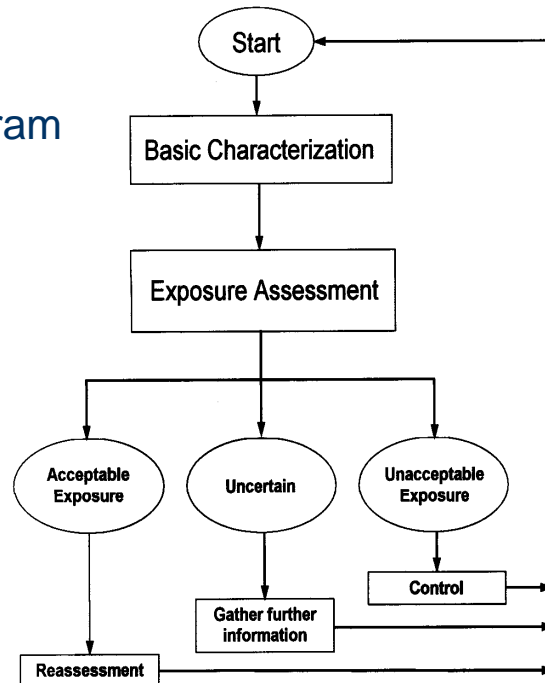 Start
ram
Basic Characterization
Exposure Assessment
Acceptable
Exposure
Uncertain
Unacceptable
Exposure
Control
Gather further
information
Reassessment